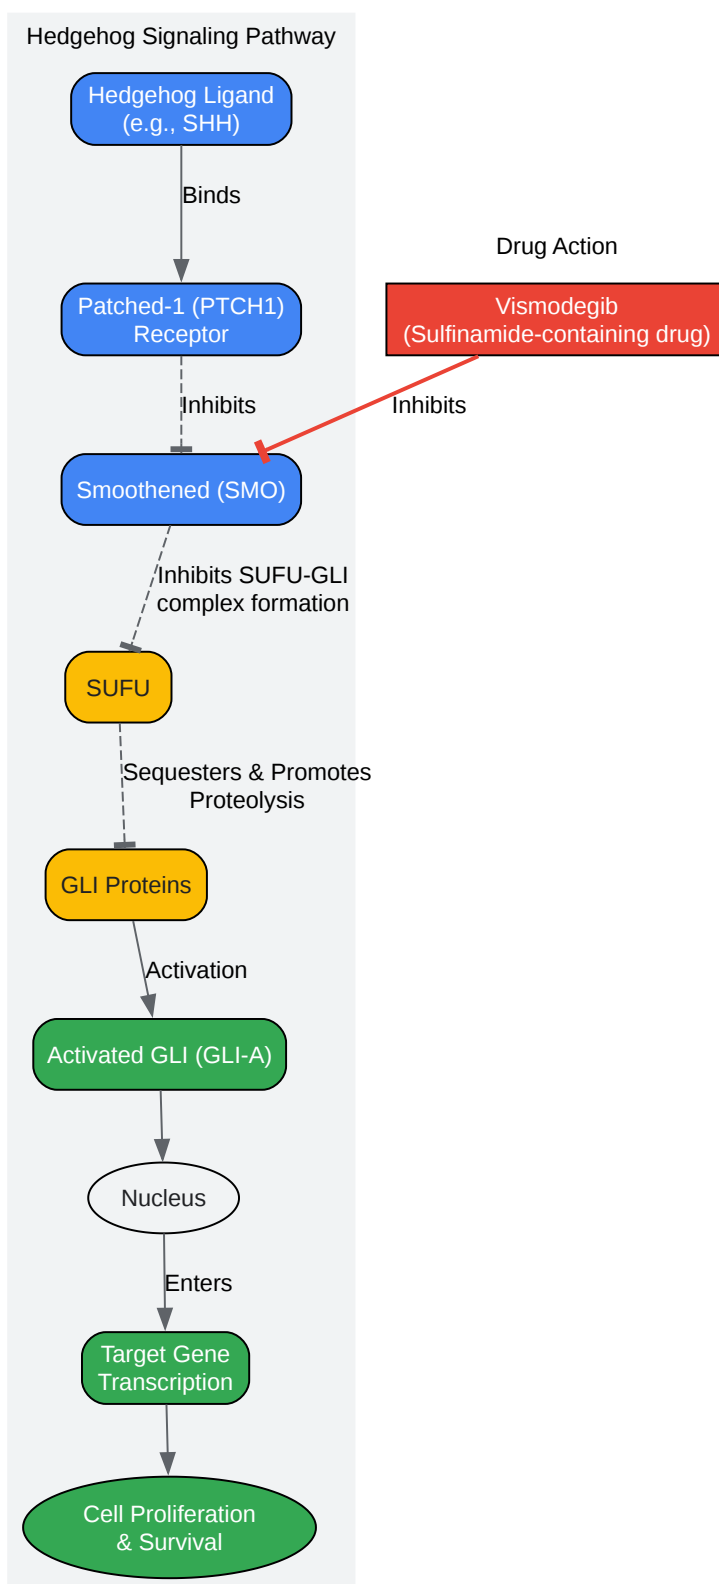 Hedgehog Signaling Pathway
Hedgehog Ligand
(e.g., SHH)
Binds
Drug Action
Patched-1 (PTCH1)
Receptor
Vismodegib
(Sulfinamide-containing drug)
Inhibits
Inhibits
Smoothened (SMO)
Inhibits SUFU-GLI
complex formation
SUFU
Sequesters & Promotes
Proteolysis
GLI Proteins
Activation
Activated GLI (GLI-A)
Nucleus
Enters
Target Gene
Transcription
Cell Proliferation
& Survival